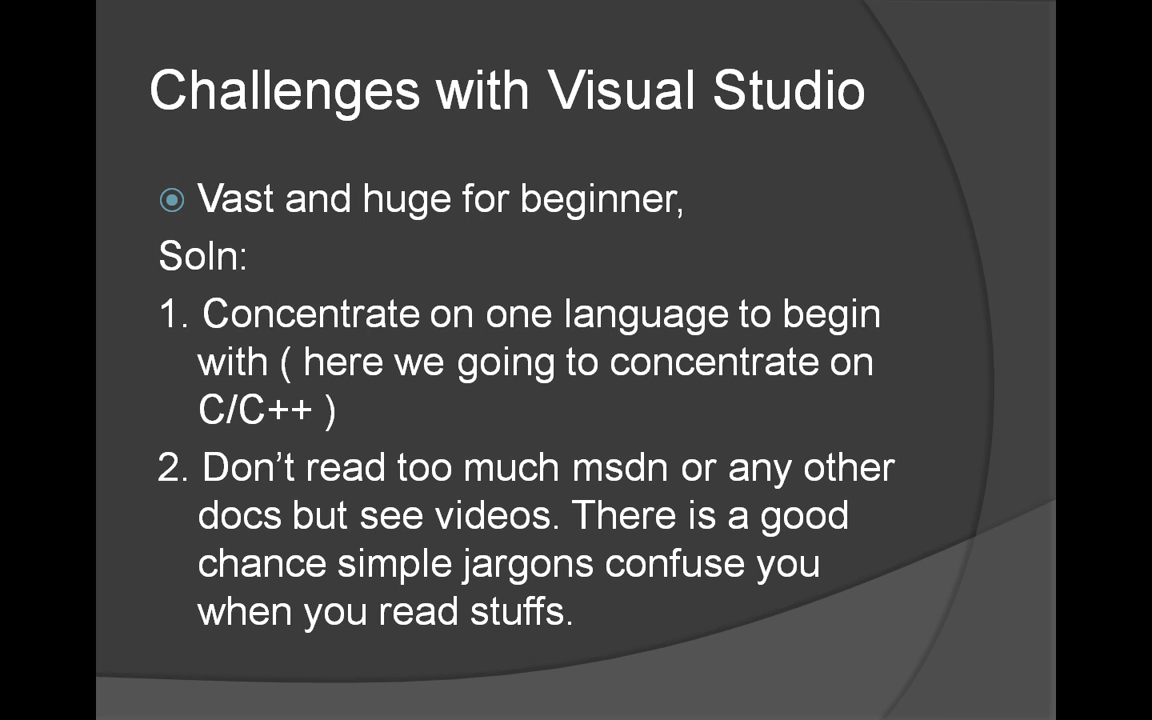 Challenges with Visual Studio
Vast and huge for beginner,
Soln:
1. Concentrate on one language to begin
with ( here we going to concentrate on
C/C++ )
2. Don’t read too much msdn or any other
docs but see videos. There is a good
chance simple jargons confuse you
when you read stuffs.